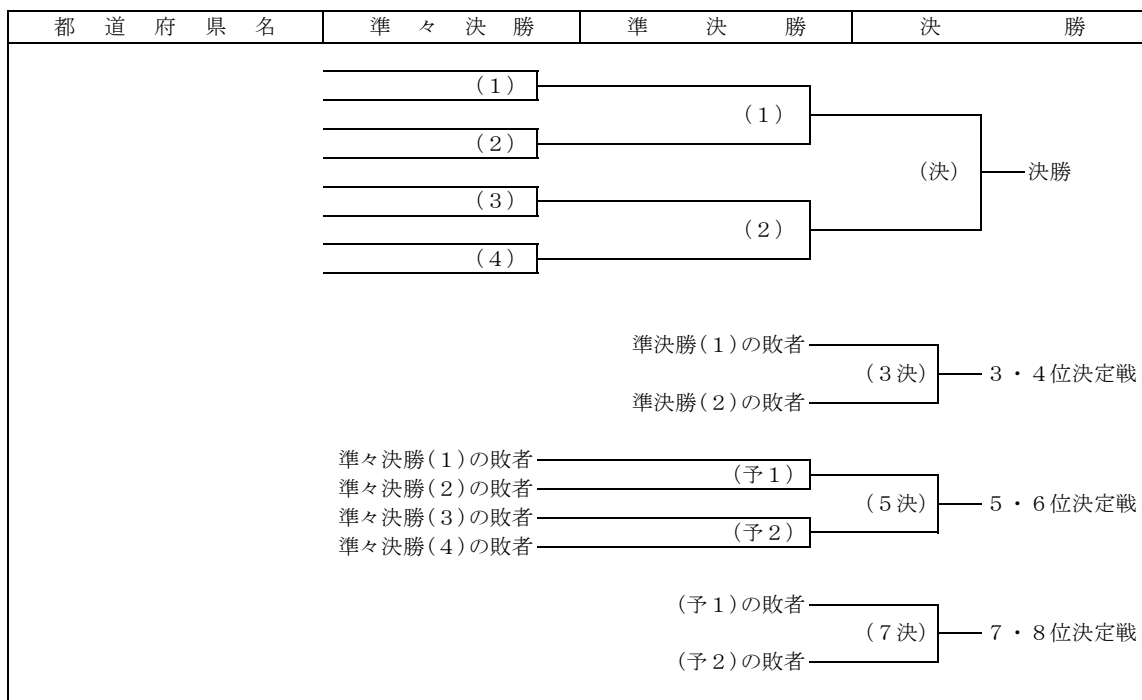 都道府県名 準々決勝 準決勝 決勝
(1)
(1)
(2)
(決) 決勝
(3)
(2)
(4)
準決勝(1)の敗者
(3決) 3・4位決定戦
準決勝(2)の敗者
準々決勝(1)の敗者
(予1)
準々決勝(2)の敗者
(5決) 5・6位決定戦
準々決勝(3)の敗者
(予2)
準々決勝(4)の敗者
(予1)の敗者
(7決) 7・8位決定戦
(予2)の敗者